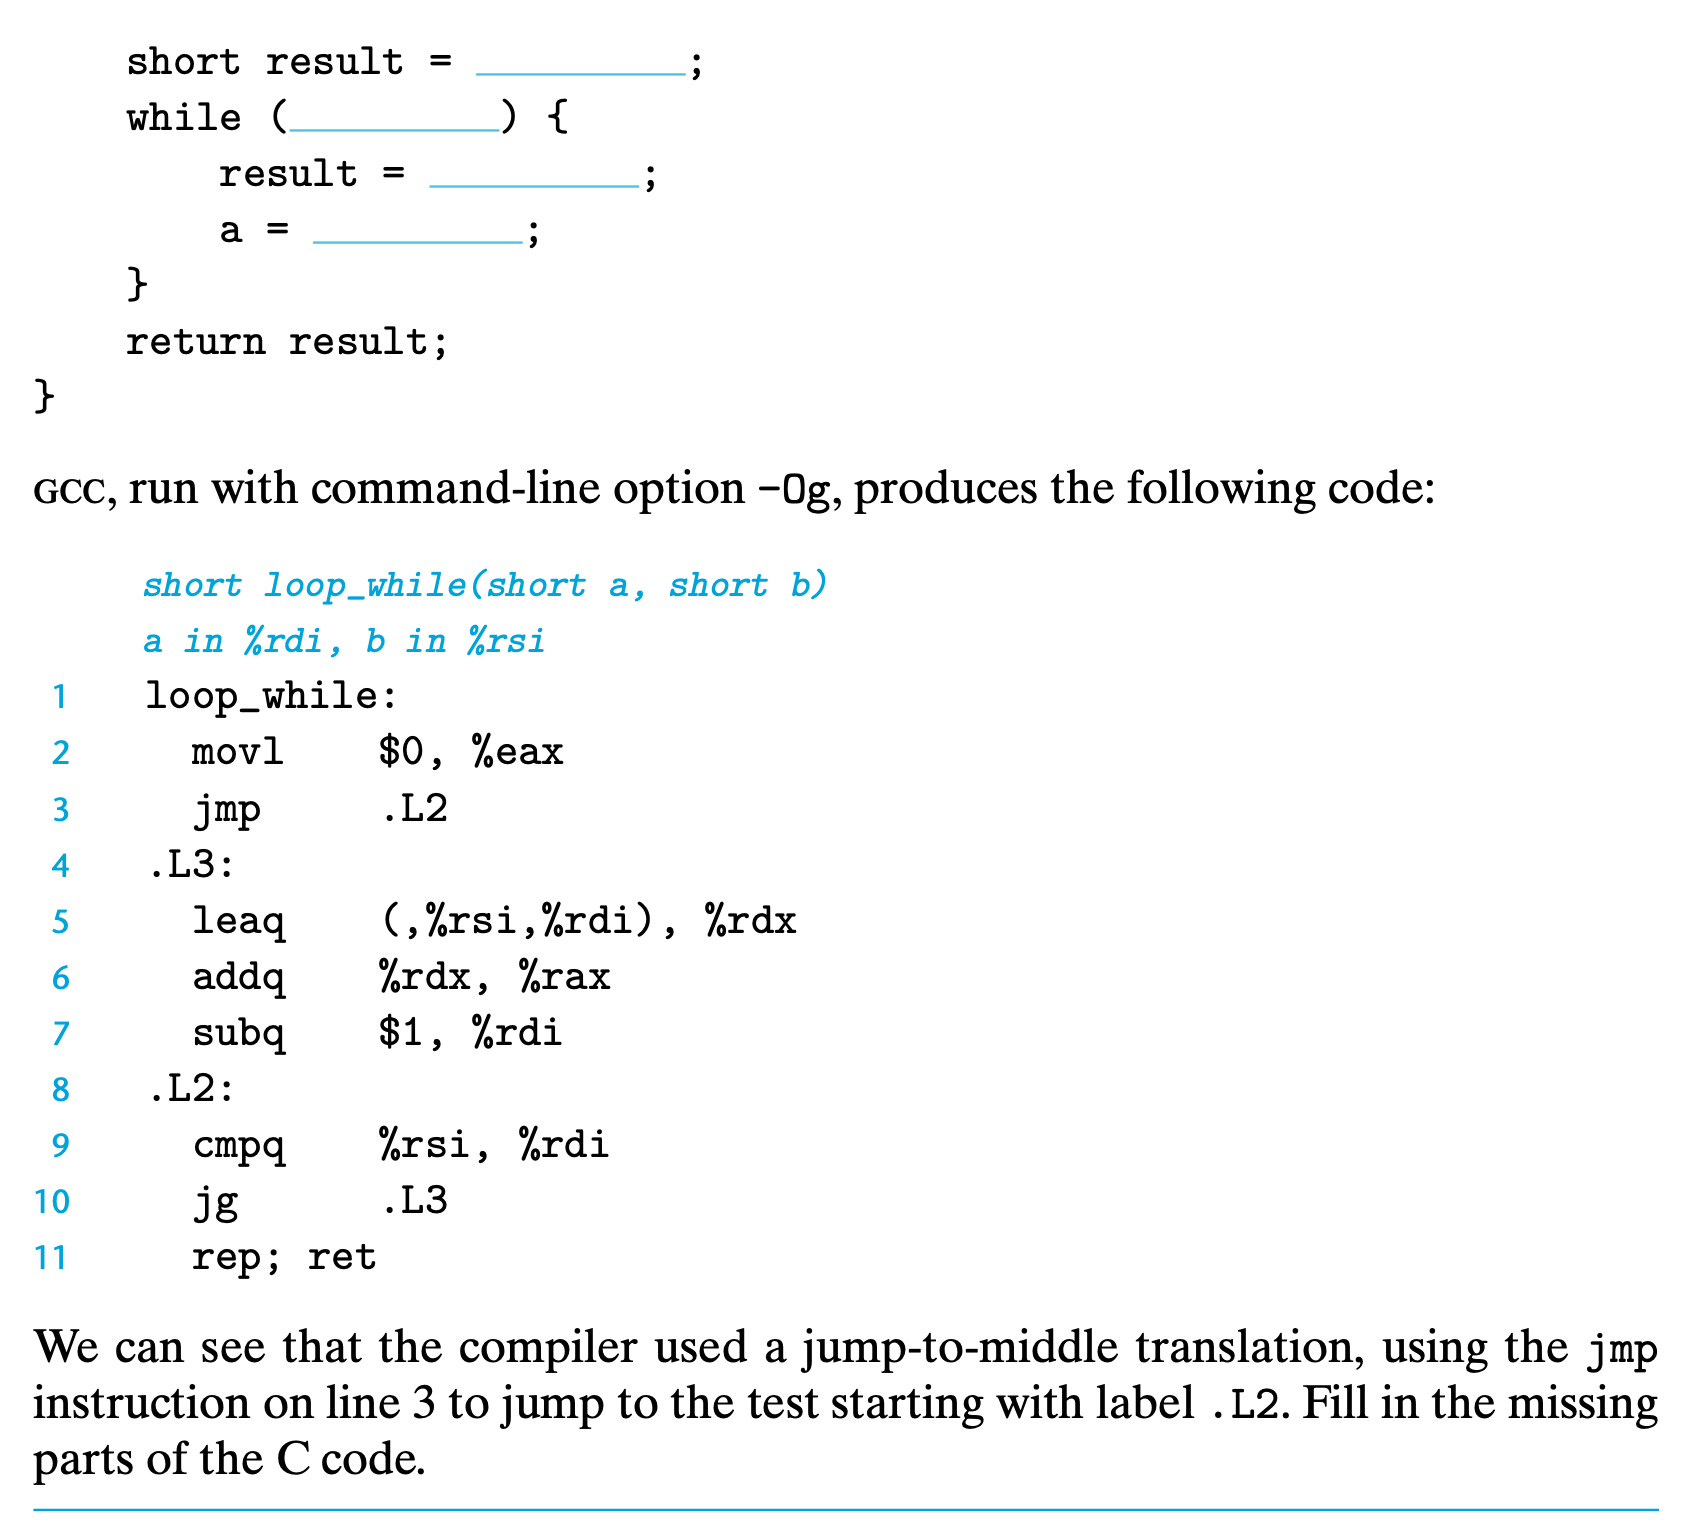 short result = __________;
while (__________) {
result = __________;
a = __________;
}
return result;
}
GCC, run with command-line option -Og, produces the following code:
short loop_while(short a, short b)
a in %rdi, b in %rsi
1 loop_while:
2 movl $0, %eax
3 jmp .L2
4 .L3:
5 leaq (,%rsi,%rdi), %rdx
6 addq %rdx, %rax
7 subq $1, %rdi
8 .L2:
9 cmpq %rsi, %rdi
10 jg .L3
11 rep; ret
We can see that the compiler used a jump-to-middle translation, using the jmp
instruction on line 3 to jump to the test starting with label .L2. Fill in the missing
parts of the C code.